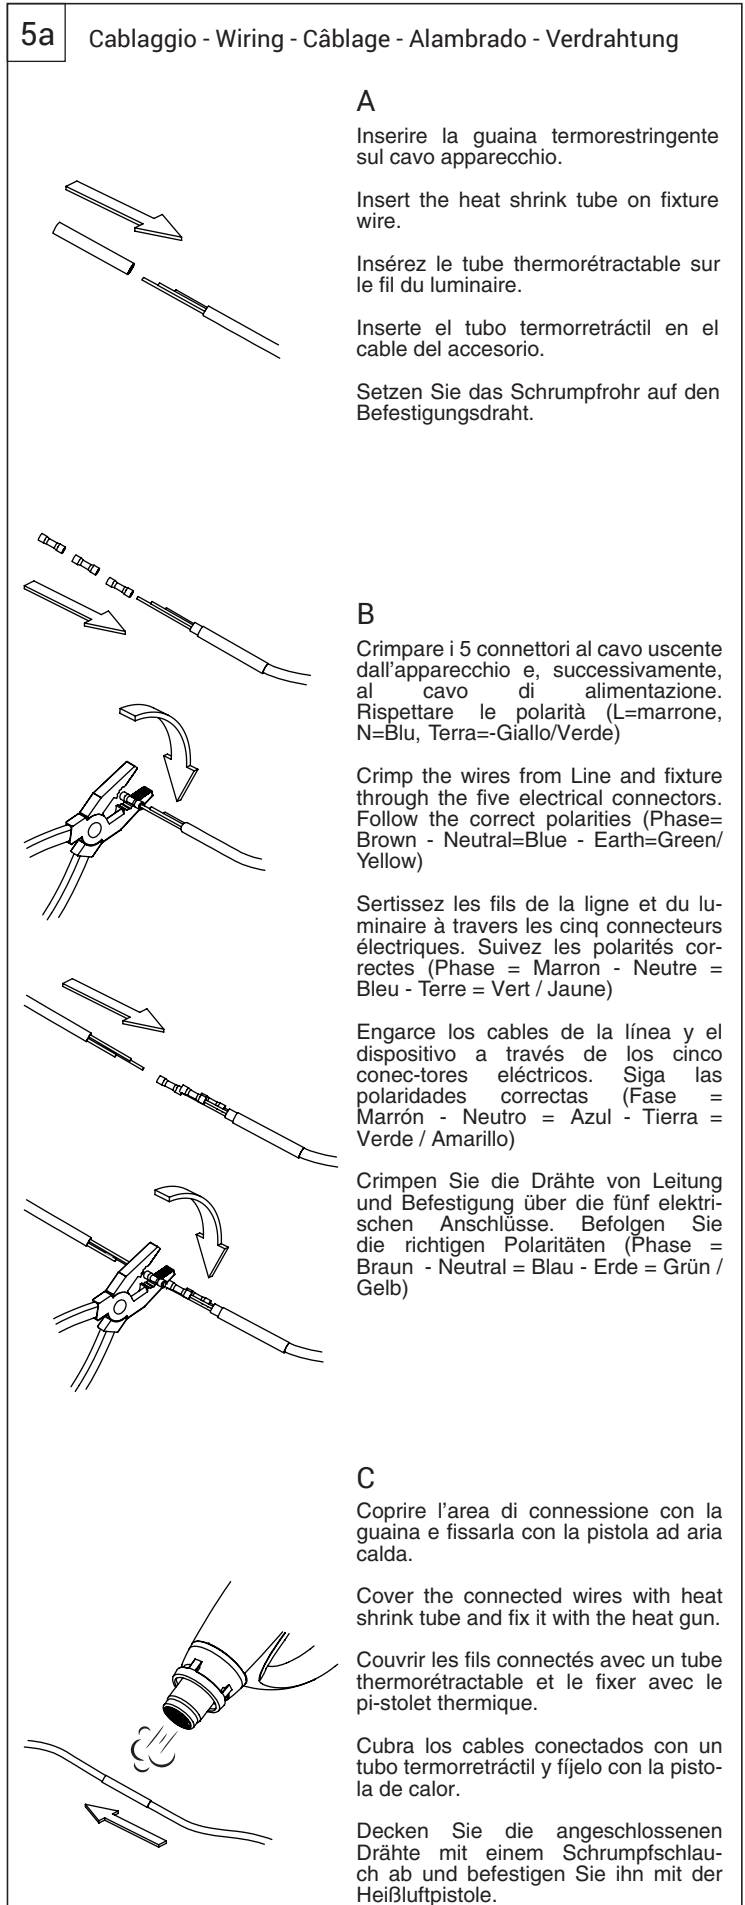 5a
Cablaggio - Wiring - Câblage - Alambrado - Verdrahtung
A
Inserire la guaina termorestringente
sul cavo apparecchio.
Insert the heat shrink tube on fixture
wire.
Insérez le tube thermorétractable sur
le fil du luminaire.
Inserte el tubo termorretráctil en el
cable del accesorio.
Setzen Sie das Schrumpfrohr auf den
Befestigungsdraht.
B
Crimpare i 5 connettori al cavo uscente
dall'apparecchio e, successivamente,
al cavo di alimentazione.
Rispettare le polarità (L=marrone,
N=Blu, Terra=-Giallo/Verde)
Crimp the wires from Line and fixture
through the five electrical connectors.
Follow the correct polarities (Phase=
Brown - Neutral=Blue - Earth=Green/
Yellow)
Sertissez les fils de la ligne et du lu-
minaire à travers les cinq connecteurs
électriques. Suivez les polarités cor-
rectes (Phase = Marron - Neutre =
Bleu - Terre = Vert / Jaune)
Engarce los cables de la línea y el
dispositivo a través de los cinco
conec-tores eléctricos. Siga las
polaridades correctas (Fase =
Marrón - Neutro = Azul - Tierra =
Verde / Amarillo)
Crimpen Sie die Drähte von Leitung
und Befestigung über die fünf elektri-
schen Anschlüsse. Befolgen Sie
die richtigen Polaritäten (Phase =
Braun - Neutral = Blau - Erde = Grün /
Gelb)
C
Coprire l'area di connessione con la
guaina e fissarla con la pistola ad aria
calda.
Cover the connected wires with heat
shrink tube and fix it with the heat gun.
Couvrir les fils connectés avec un tube
thermorétractable et le fixer avec le
pi-stolet thermique.
Cubra los cables conectados con un
tubo termorretráctil y fíjelo con la pisto-
la de calor.
Decken Sie die angeschlossenen
Drähte mit einem Schrumpfschlau-
ch ab und befestigen Sie ihn mit der
Heißluftpistole.